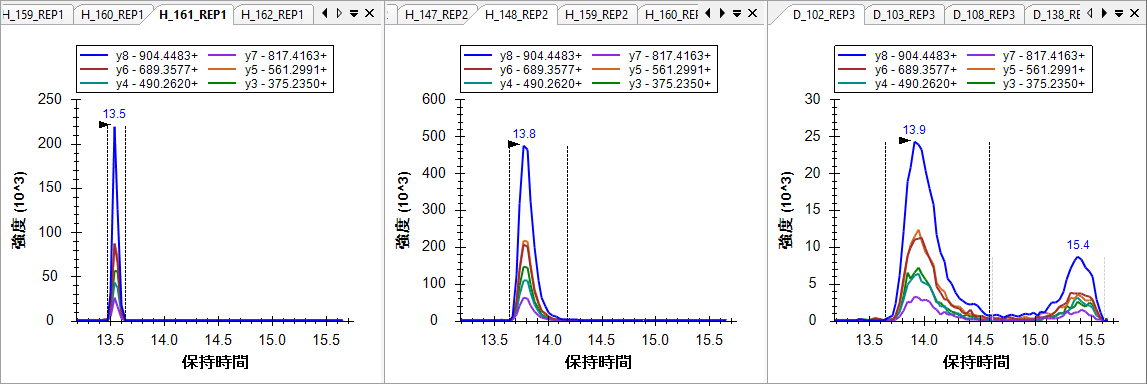 H_159_REP1 H_160_REP1 H_161_REP1 H_162_REP1
y8 - 904.4483+ y7 - 817.4163+
y6 - 689.3577+ y5 - 561.2991+
y4 - 490.2620+ y3 - 375.2350+
250
200
150
100
50
0
強度 (10^3)
13.5
13.5 14.0 14.5 15.0 15.5
保持時間
H_147_REP2 H_148_REP2 H_159_REP2 H_160_REP
y8 - 904.4483+ y7 - 817.4163+
y6 - 689.3577+ y5 - 561.2991+
y4 - 490.2620+ y3 - 375.2350+
600
500
400
300
200
100
0
強度 (10^3)
13.8
13.5 14.0 14.5 15.0 15.5
保持時間
D_102_REP3 D_103_REP3 D_108_REP3 D_138_RE
y8 - 904.4483+ y7 - 817.4163+
y6 - 689.3577+ y5 - 561.2991+
y4 - 490.2620+ y3 - 375.2350+
30
25
20
15
10
5
0
強度 (10^3)
13.9
15.4
13.5 14.0 14.5 15.0 15.5
保持時間